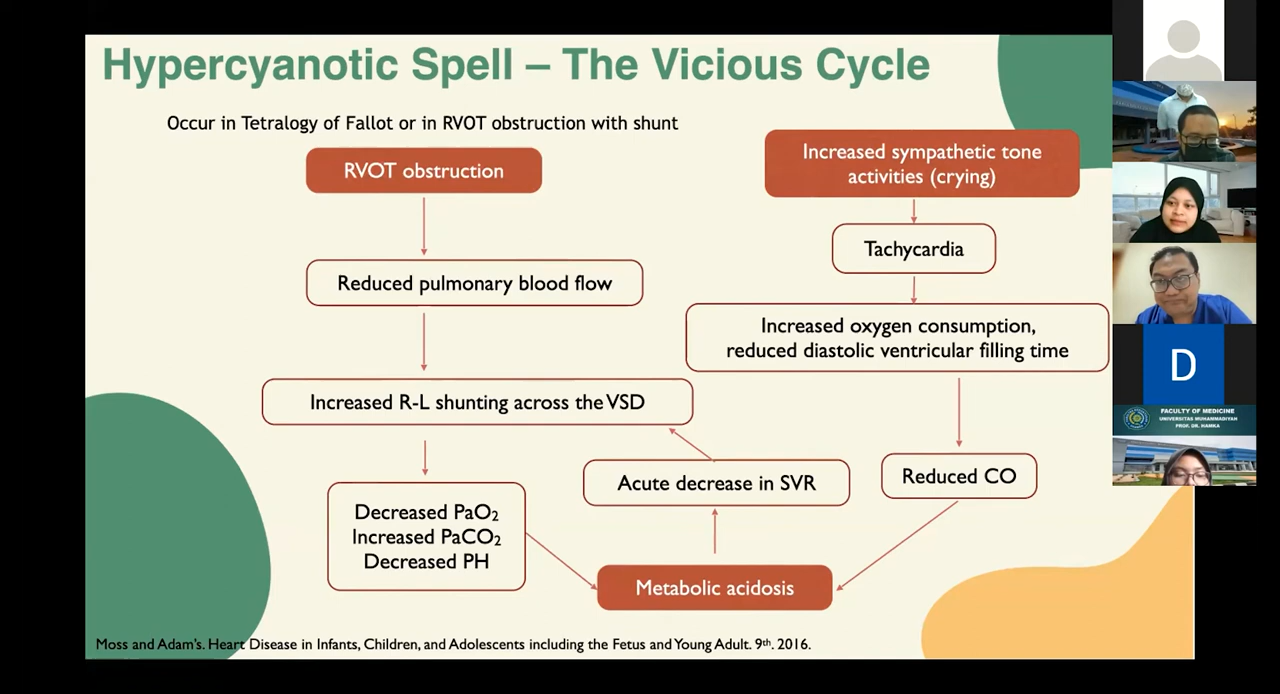 Hypercyanotic Spell – The Vicious Cycle
Occur in Tetralogy of Fallot or in RVOT obstruction with shunt
RVOT obstruction
Reduced pulmonary blood flow
Increased R-L shunting across the VSD
Decreased PaO₂
Increased PaCO₂
Decreased PH
Increased sympathetic tone
activities (crying)
Tachycardia
Increased oxygen consumption,
reduced diastolic ventricular filling time
Reduced CO
Acute decrease in SVR
Metabolic acidosis
Moss and Adam's. Heart Disease in Infants, Children, and Adolescents including the Fetus and Young Adult. 9th. 2016.
D
FACULTY OF MEDICINE
UNIVERSITAS MUHAMMADIYAH
PROF. DR. HAMKA